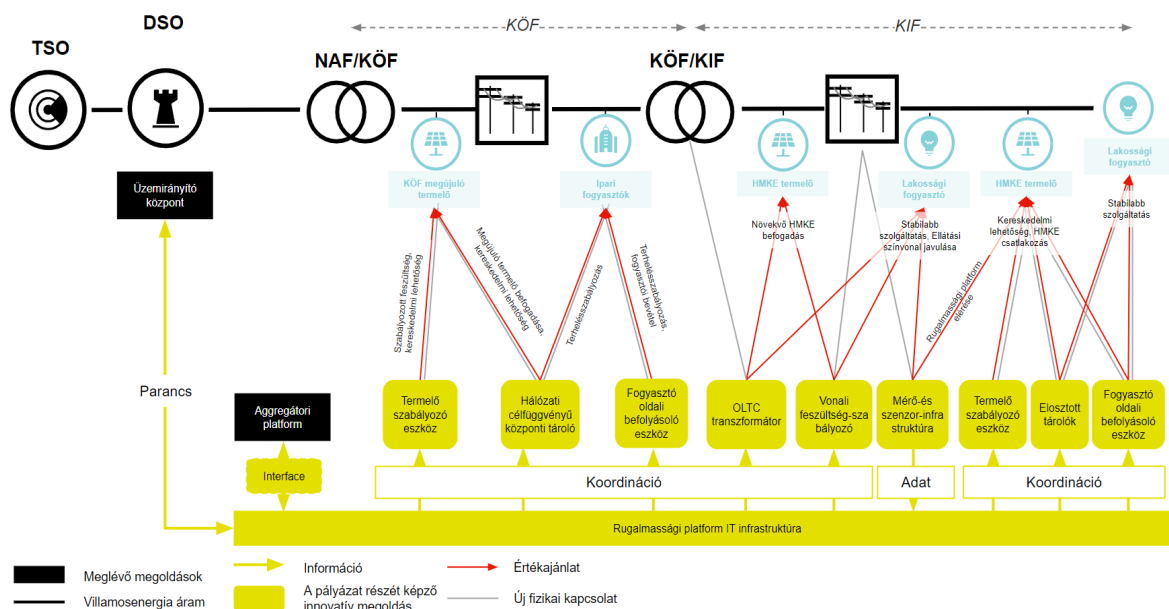 KÖF
KIF
DSO
TSO
NAF/KÖF
KÖF/KIF
Üzemirányító
központ
KÖF megújuló
termelő
Ipari
fogyasztók
HMKE termelő
Lakossági
fogyasztó
HMKE termelő
Lakossági
fogyasztó
Szabályozott feszültség,
kereskedelmi lehetőség
Megújuló termelő befogadása,
kereskedelmi lehetőség
Terhelésszabályozás
Terhelésszabályozás,
fogyasztói bevétel
Növekvő HMKE
befogadás
Stabilabb
szolgáltatás, Ellátási
színvonal javulása
Rugalmassági platform
elérése
Kereskedelmi
lehetőség, HMKE
csatlakozás
Stabilabb
szolgáltatás
Parancs
Aggregátori
platform
Interface
Termelő
szabályozó
eszköz
Hálózati
célfüggvényű
központi tároló
Fogyasztó
oldali
befolyásoló
eszköz
OLTC
transzformátor
Vonali
feszültség-sza
bályozó
Mérő-és
szenzor-infra
struktúra
Termelő
szabályozó
eszköz
Elosztott
tárolók
Fogyasztó
oldali
befolyásoló
eszköz
Koordináció
Adat
Koordináció
Rugalmassági platform IT infrastruktúra
Meglévő megoldások
Villamosenergia áram
Információ
A pályázat részét képző
innovatív megoldás
Értékajánlat
Új fizikai kapcsolat